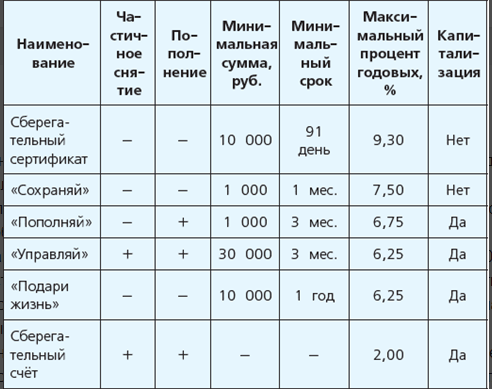 Наимено-
вание
Ча-
стич-
ное
сня-
тие
По-
пол-
нение
Мини-
мальная
сумма,
руб.
Мини-
маль-
ный
срок
Макси-
мальный
процент
годовых,
%
Капи-
тали-
зация
Сберега-
тельный
сертификат
–
–
10 000
91
день
9,30
Нет
«Сохраняй»
–
–
1 000
1 мес.
7,50
Нет
«Пополняй»
–
+
1 000
3 мес.
6,75
Да
«Управляй»
+
+
30 000
3 мес.
6,25
Да
«Подари
жизнь»
–
–
10 000
1 год
6,25
Да
Сберега-
тельный
счёт
+
+
–
–
2,00
Да